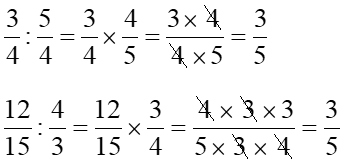 3/4 : 5/4 = 3/4 × 4/5 = (3 × 4)/(4 × 5) = 3/5
12/15 : 4/3 = 12/15 × 3/4 = (4 × 3 × 3)/(5 × 3 × 4) = 3/5